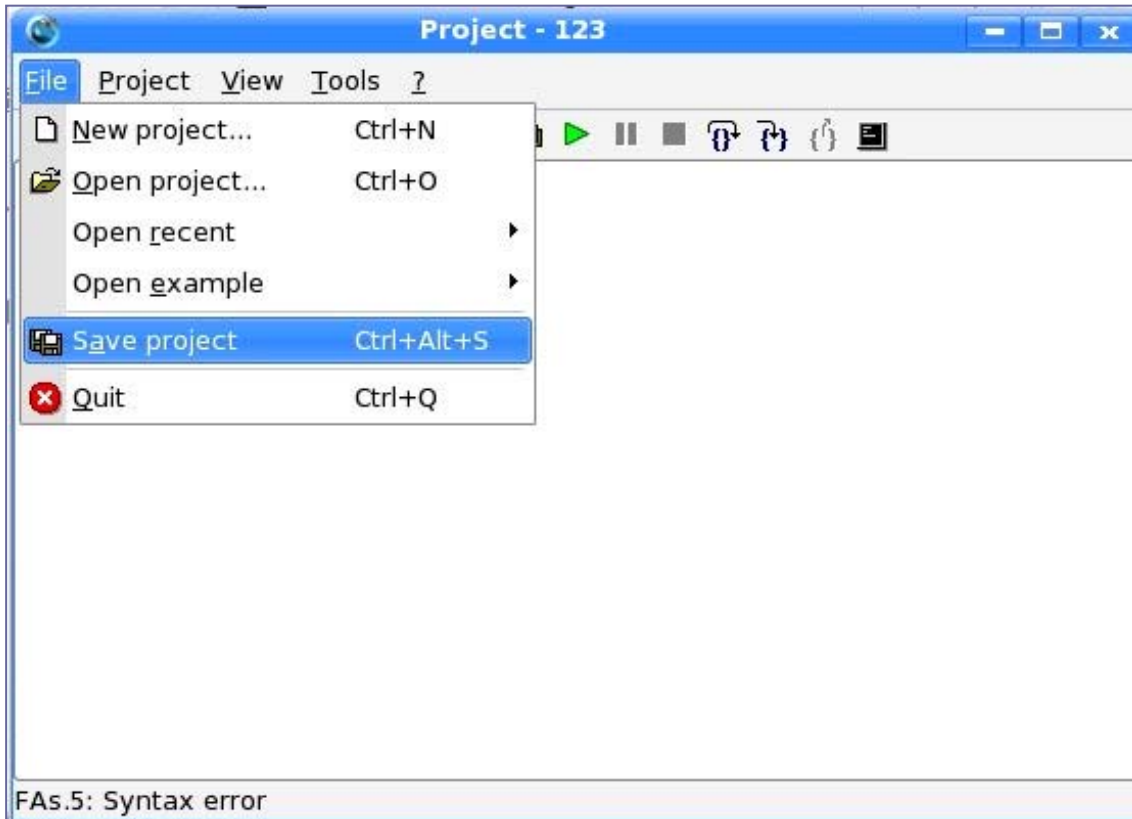 Project - 123
File Project View Tools ?
New project... Ctrl+N
Open project... Ctrl+O
Open recent
Open example
Save project Ctrl+Alt+S
Quit Ctrl+Q
FAs.5: Syntax error